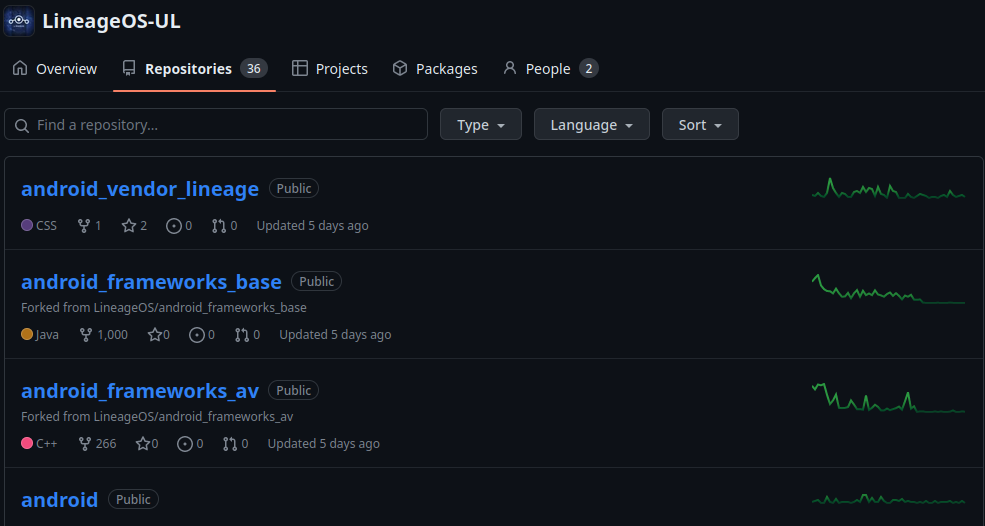 LineageOS-UL
Overview Repositories 36 Projects Packages People 2
Find a repository... Type Language Sort
android_vendor_lineage Public
CSS 1 2 0 0 Updated 5 days ago
android_frameworks_base Public
Forked from LineageOS/android_frameworks_base
Java 1,000 0 0 0 Updated 5 days ago
android_frameworks_av Public
Forked from LineageOS/android_frameworks_av
C++ 266 0 0 0 Updated 5 days ago
android Public